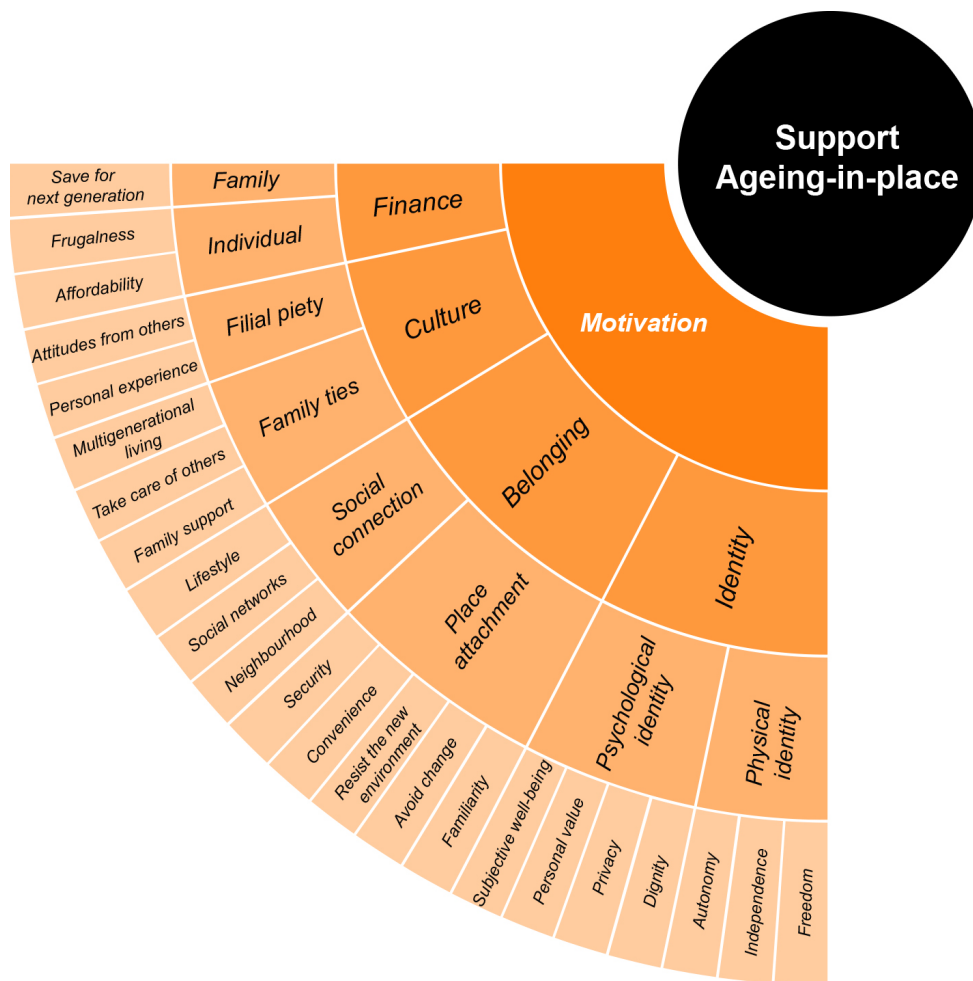 Support
Ageing-in-place
Motivation
Finance
Culture
Belonging
Identity
Family
Individual
Filial piety
Family ties
Social
connection
Place
attachment
Psychological
identity
Physical
identity
Save for
next generation
Frugalness
Affordability
Attitudes from others
Personal experience
Multigenerational
living
Take care of others
Family support
Lifestyle
Social networks
Neighbourhood
Security
Convenience
Resist the new
environment
Avoid change
Familiarity
Subjective well-being
Personal value
Privacy
Dignity
Autonomy
Independence
Freedom